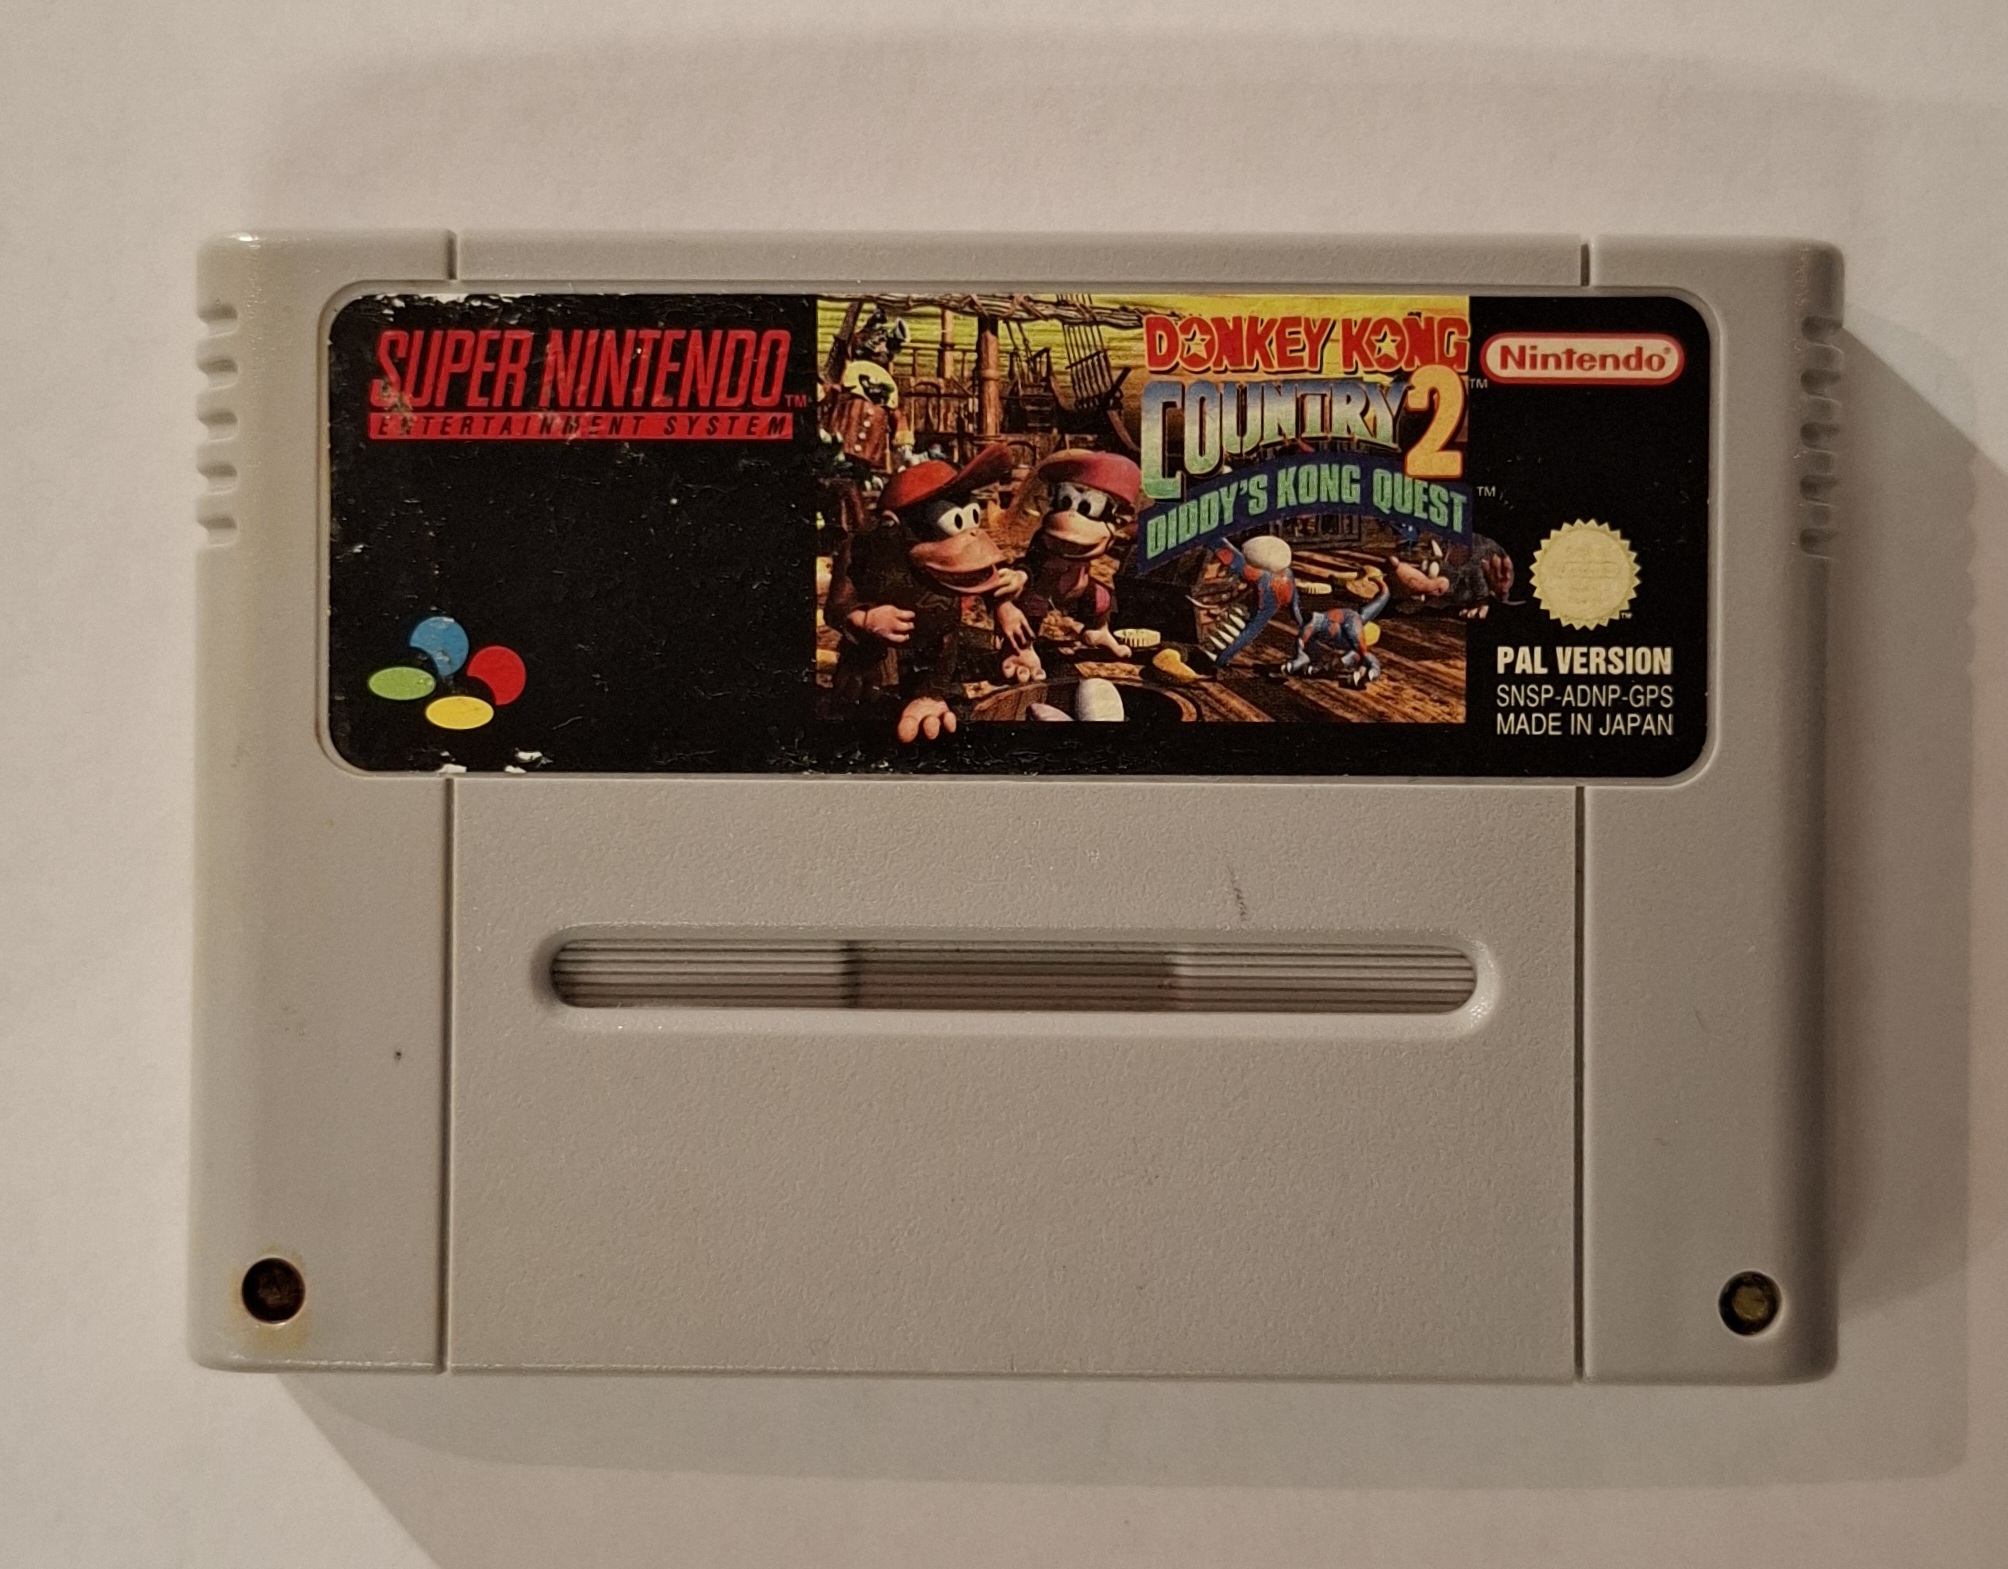 SUPER NINTENDO™
ENTERTAINMENT SYSTEM
DONKEY KONG
COUNTRY 2™
DIDDY'S KONG QUEST™
Nintendo®
™
PAL VERSION
SNSP-ADNP-GPS
MADE IN JAPAN